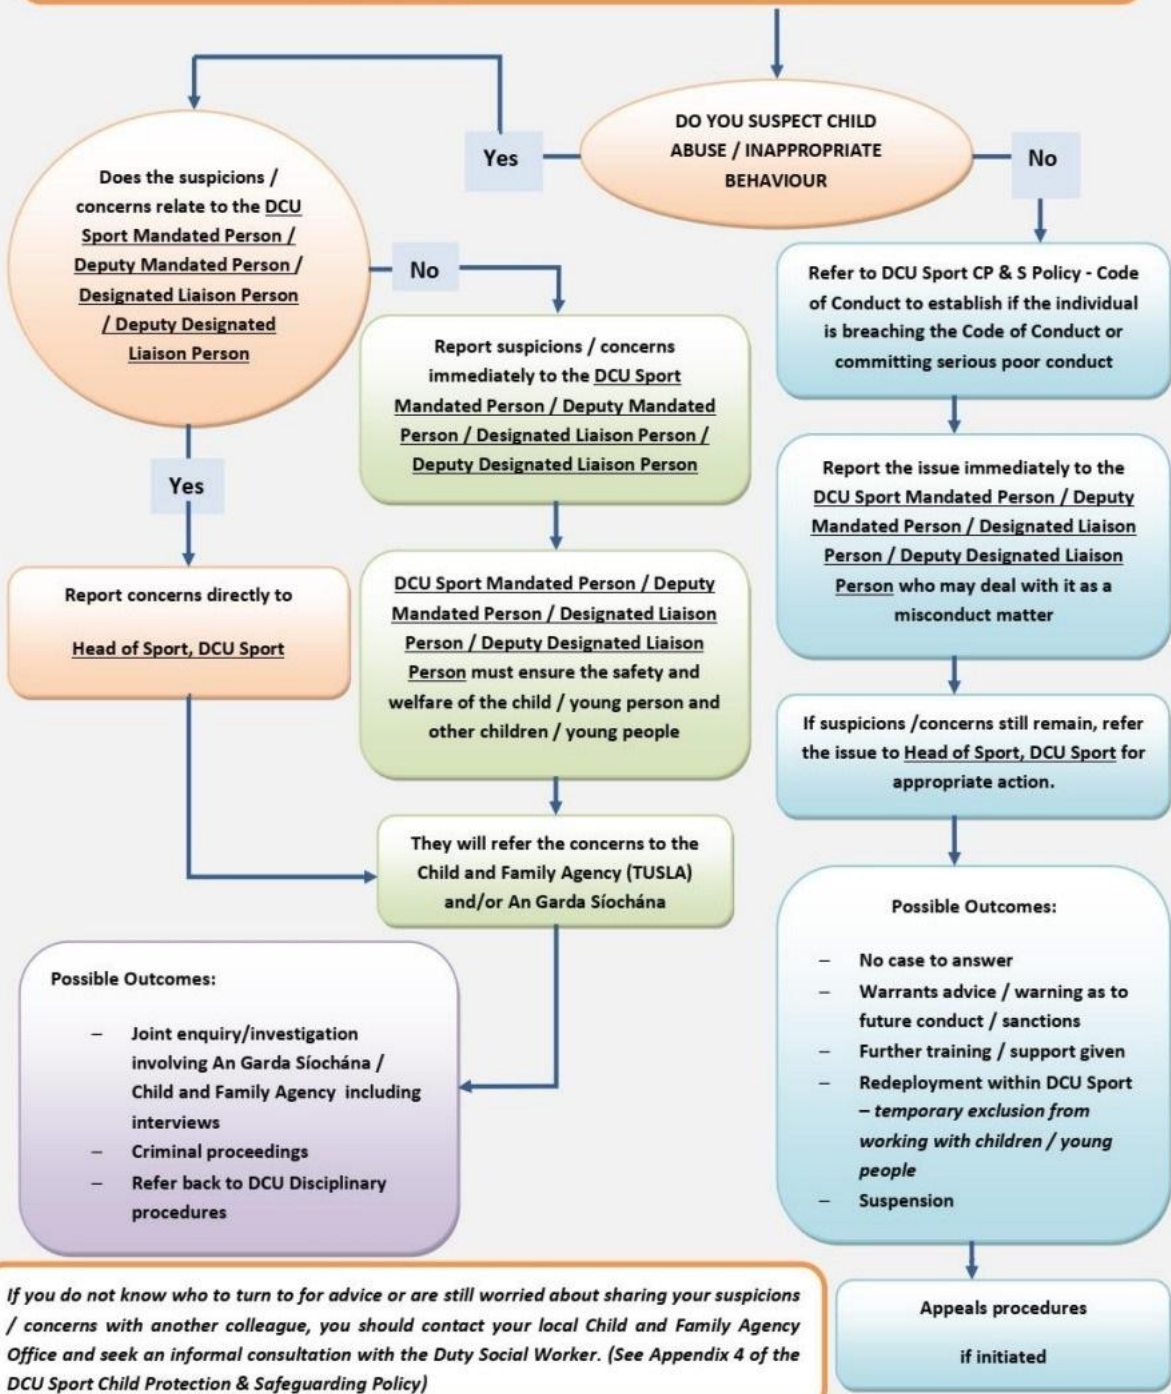 DO YOU SUSPECT CHILD
ABUSE / INAPPROPRIATE
BEHAVIOUR
Yes
No
Does the suspicions /
concerns relate to the DCU
Sport Mandated Person /
Deputy Mandated Person /
Designated Liaison Person
/ Deputy Designated
Liaison Person
No
Yes
Report concerns directly to
Head of Sport, DCU Sport
Report suspicions / concerns
immediately to the DCU Sport
Mandated Person / Deputy Mandated
Person / Designated Liaison Person /
Deputy Designated Liaison Person
DCU Sport Mandated Person / Deputy
Mandated Person / Designated Liaison
Person / Deputy Designated Liaison
Person must ensure the safety and
welfare of the child / young person and
other children / young people
They will refer the concerns to the
Child and Family Agency (TUSLA)
and/or An Garda Síochána
Possible Outcomes:
– Joint enquiry/investigation
involving An Garda Síochána /
Child and Family Agency including
interviews
– Criminal proceedings
– Refer back to DCU Disciplinary
procedures
Refer to DCU Sport CP & S Policy - Code
of Conduct to establish if the individual
is breaching the Code of Conduct or
committing serious poor conduct
Report the issue immediately to the
DCU Sport Mandated Person / Deputy
Mandated Person / Designated Liaison
Person / Deputy Designated Liaison
Person who may deal with it as a
misconduct matter
If suspicions /concerns still remain, refer
the issue to Head of Sport, DCU Sport for
appropriate action.
Possible Outcomes:
– No case to answer
– Warrants advice / warning as to
future conduct / sanctions
– Further training / support given
– Redeployment within DCU Sport
– temporary exclusion from
working with children / young
people
– Suspension
Appeals procedures
if initiated
If you do not know who to turn to for advice or are still worried about sharing your suspicions
/ concerns with another colleague, you should contact your local Child and Family Agency
Office and seek an informal consultation with the Duty Social Worker. (See Appendix 4 of the
DCU Sport Child Protection & Safeguarding Policy)